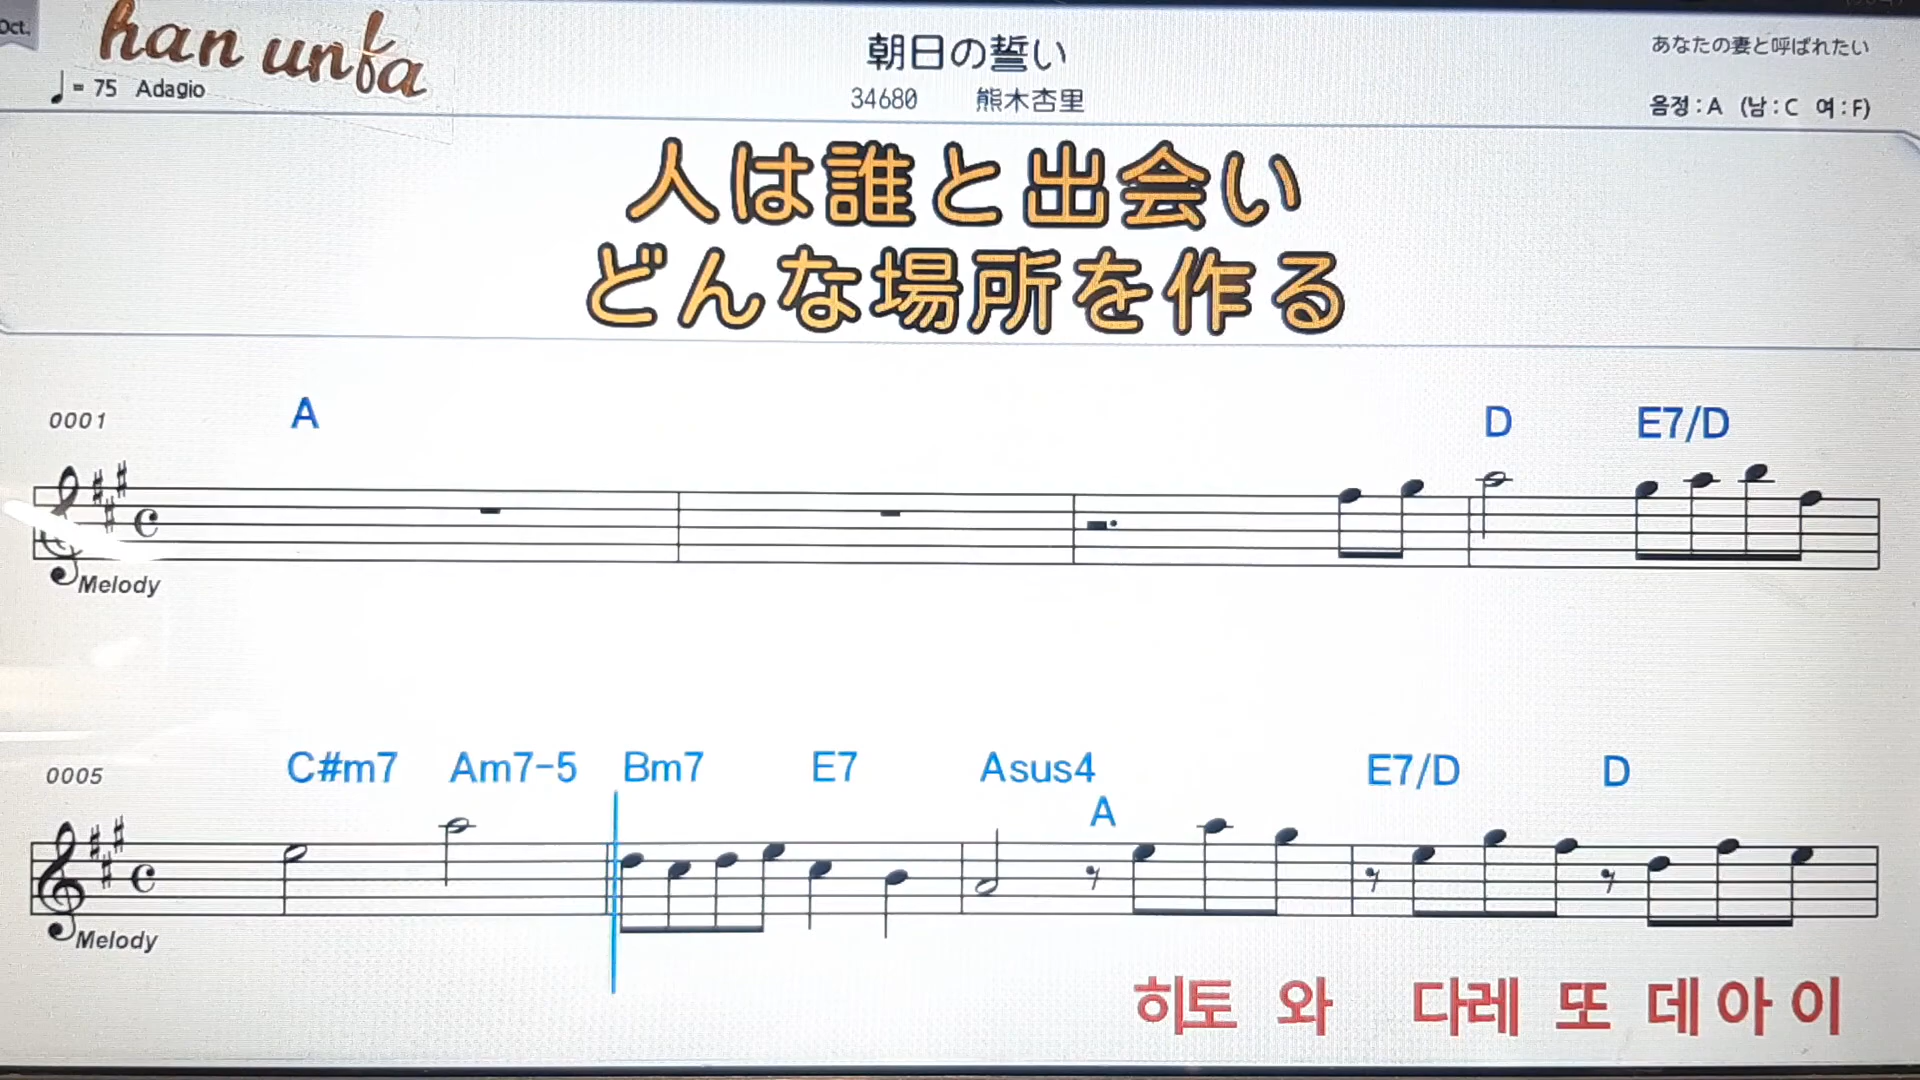 Oct.
han unfa
♩= 75 Adagio
朝日の誓い
34680 熊木杏里
あなたの妻と呼ばれたい
음정:A (남:C 여:F)
人は誰と出会い
どんな場所を作る
0001 A D E7/D
Melody
0005 C#m7 Am7-5 Bm7 E7 Asus4 A E7/D D
Melody
히토 와 다레 또 데 아 이